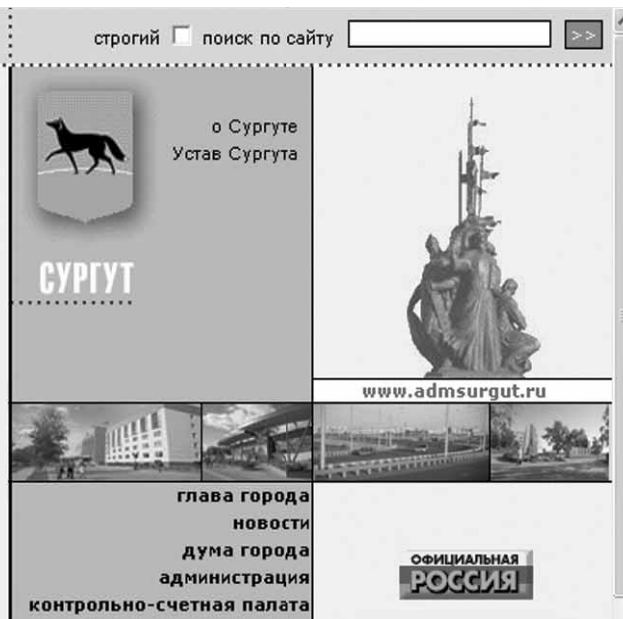 строгий поиск по сайту >>
о Сургуте
Устав Сургута
СУРГУТ
www.admsurgut.ru
глава города
новости
дума города
администрация
контрольно-счетная палата
ОФИЦИАЛЬНАЯ
РОССИЯ